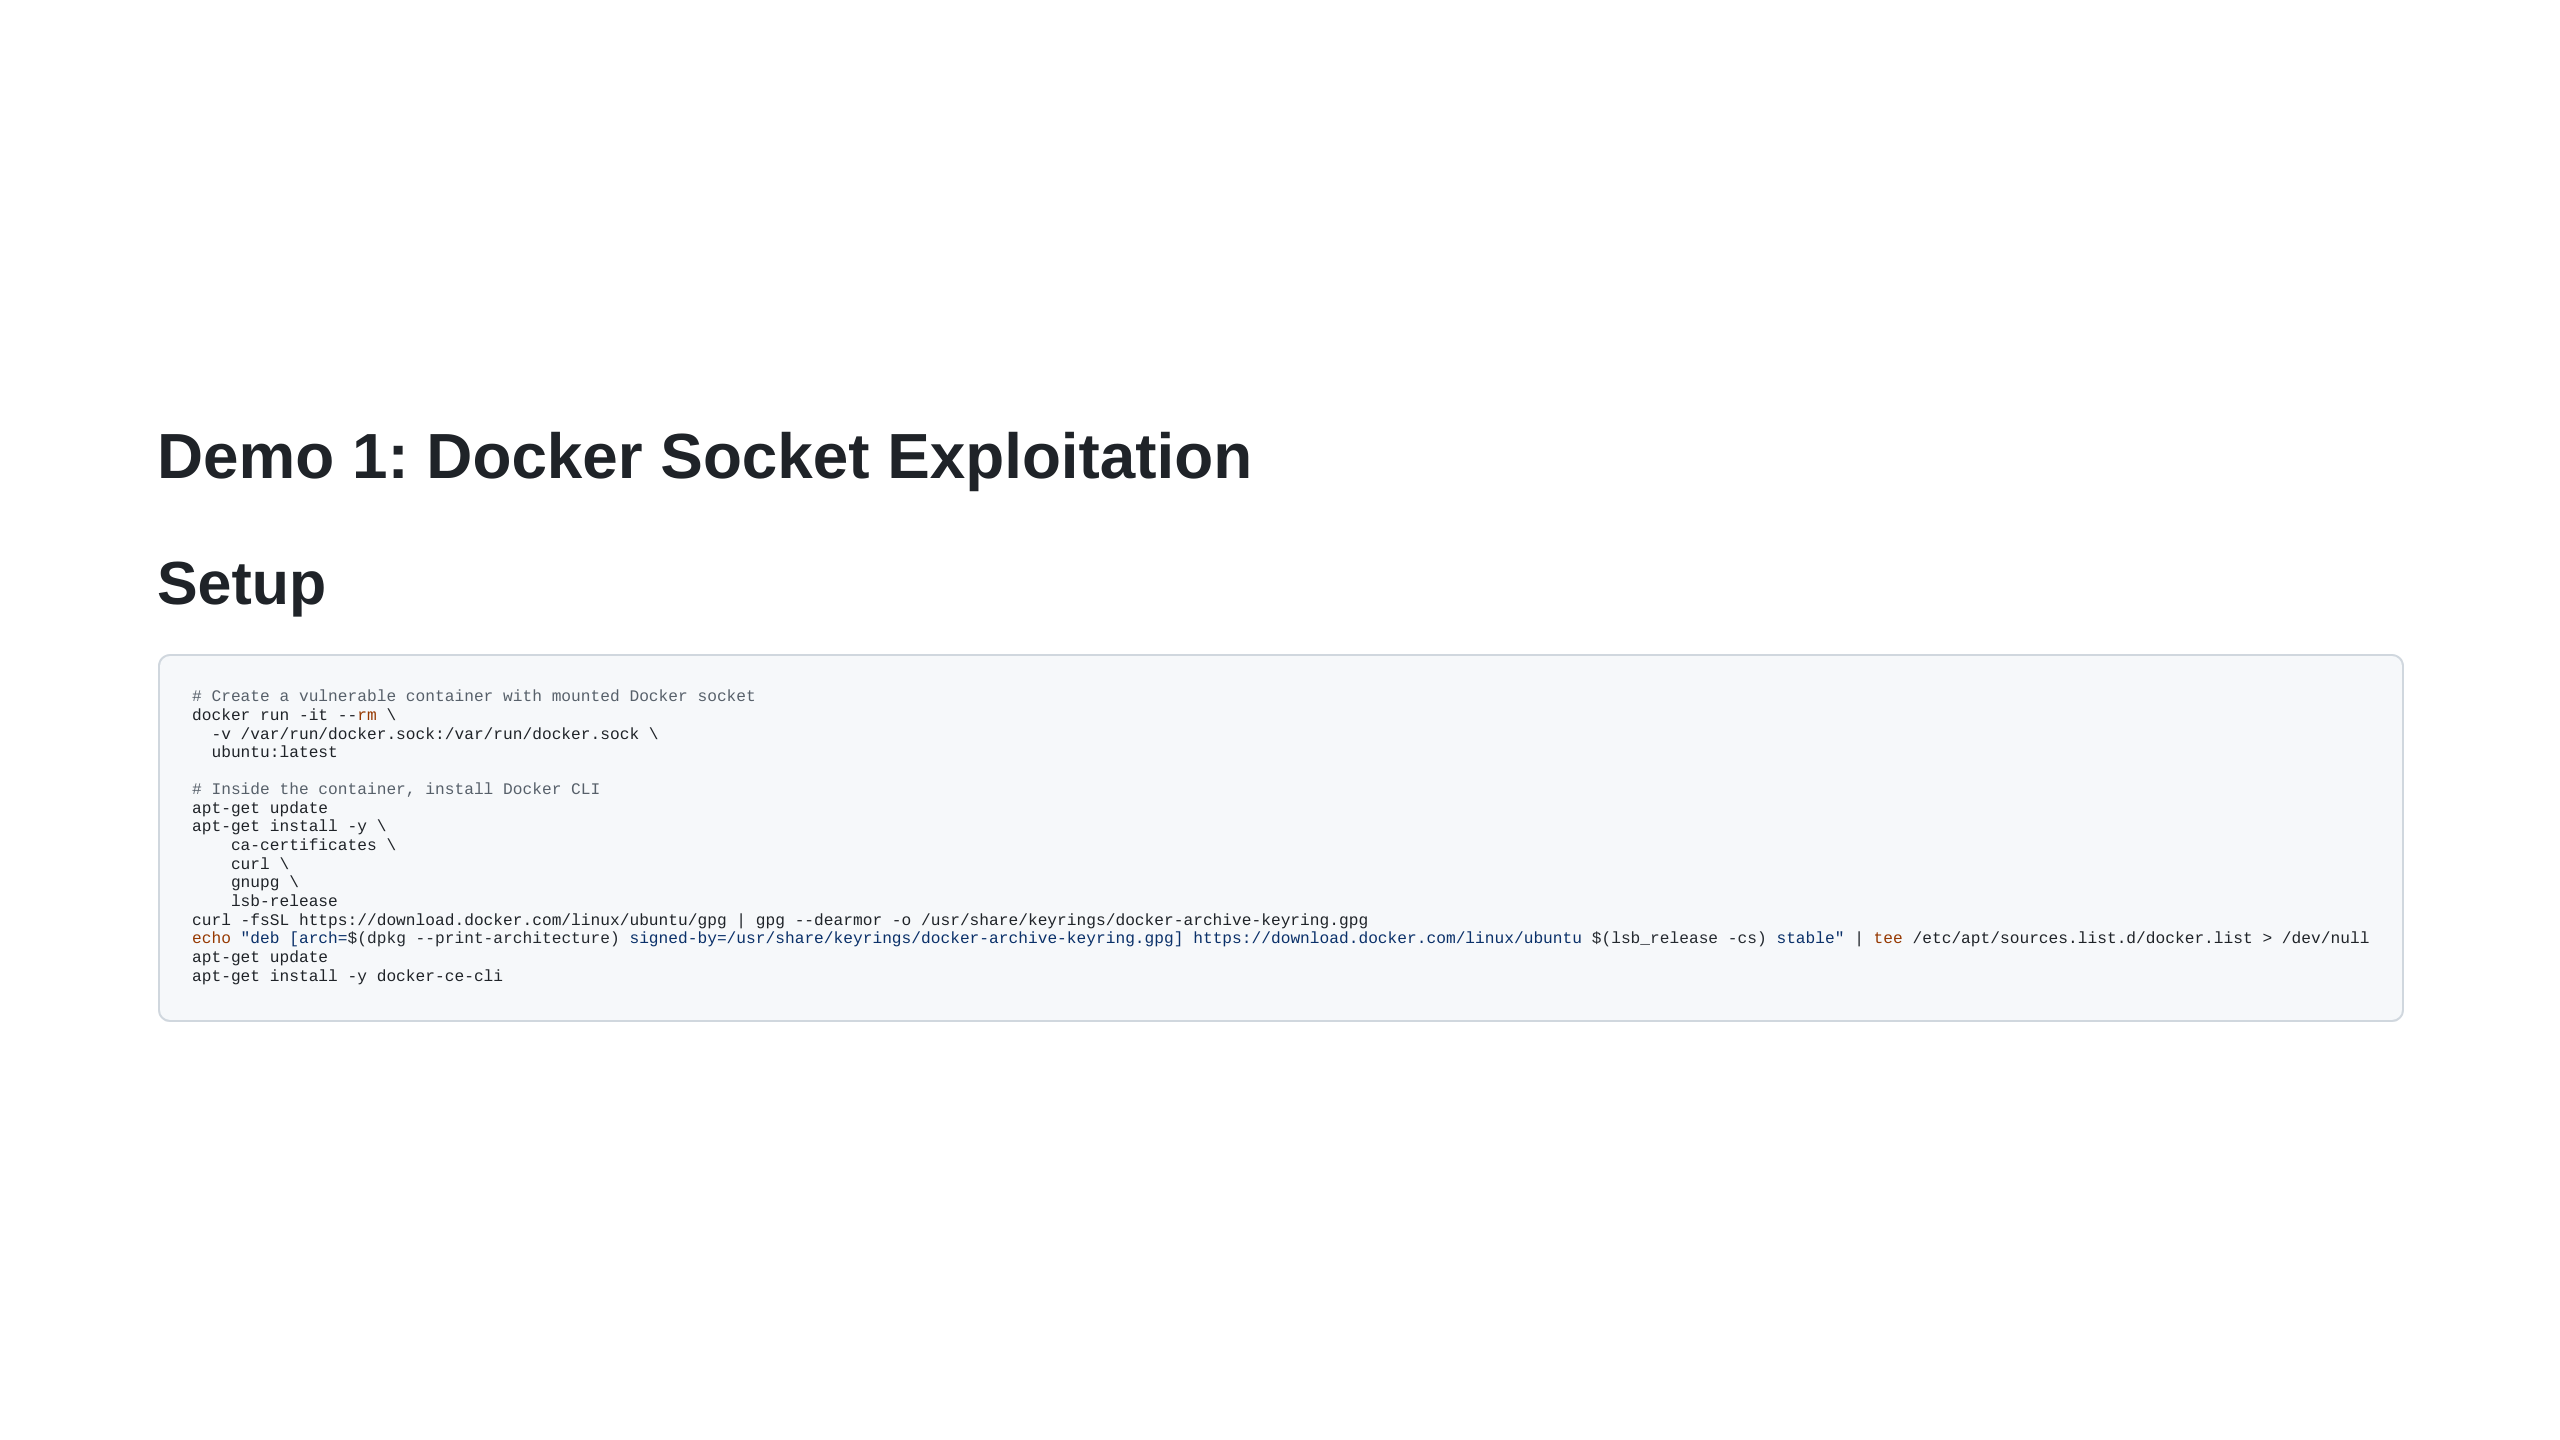 Demo 1: Docker Socket Exploitation
Setup
# Create a vulnerable container with mounted Docker socket
docker run -it --rm \
  -v /var/run/docker.sock:/var/run/docker.sock \
  ubuntu:latest

# Inside the container, install Docker CLI
apt-get update
apt-get install -y \
    ca-certificates \
    curl \
    gnupg \
    lsb-release
curl -fsSL https://download.docker.com/linux/ubuntu/gpg | gpg --dearmor -o /usr/share/keyrings/docker-archive-keyring.gpg
echo "deb [arch=$(dpkg --print-architecture) signed-by=/usr/share/keyrings/docker-archive-keyring.gpg] https://download.docker.com/linux/ubuntu $(lsb_release -cs) stable" | tee /etc/apt/sources.list.d/docker.list > /dev/null
apt-get update
apt-get install -y docker-ce-cli